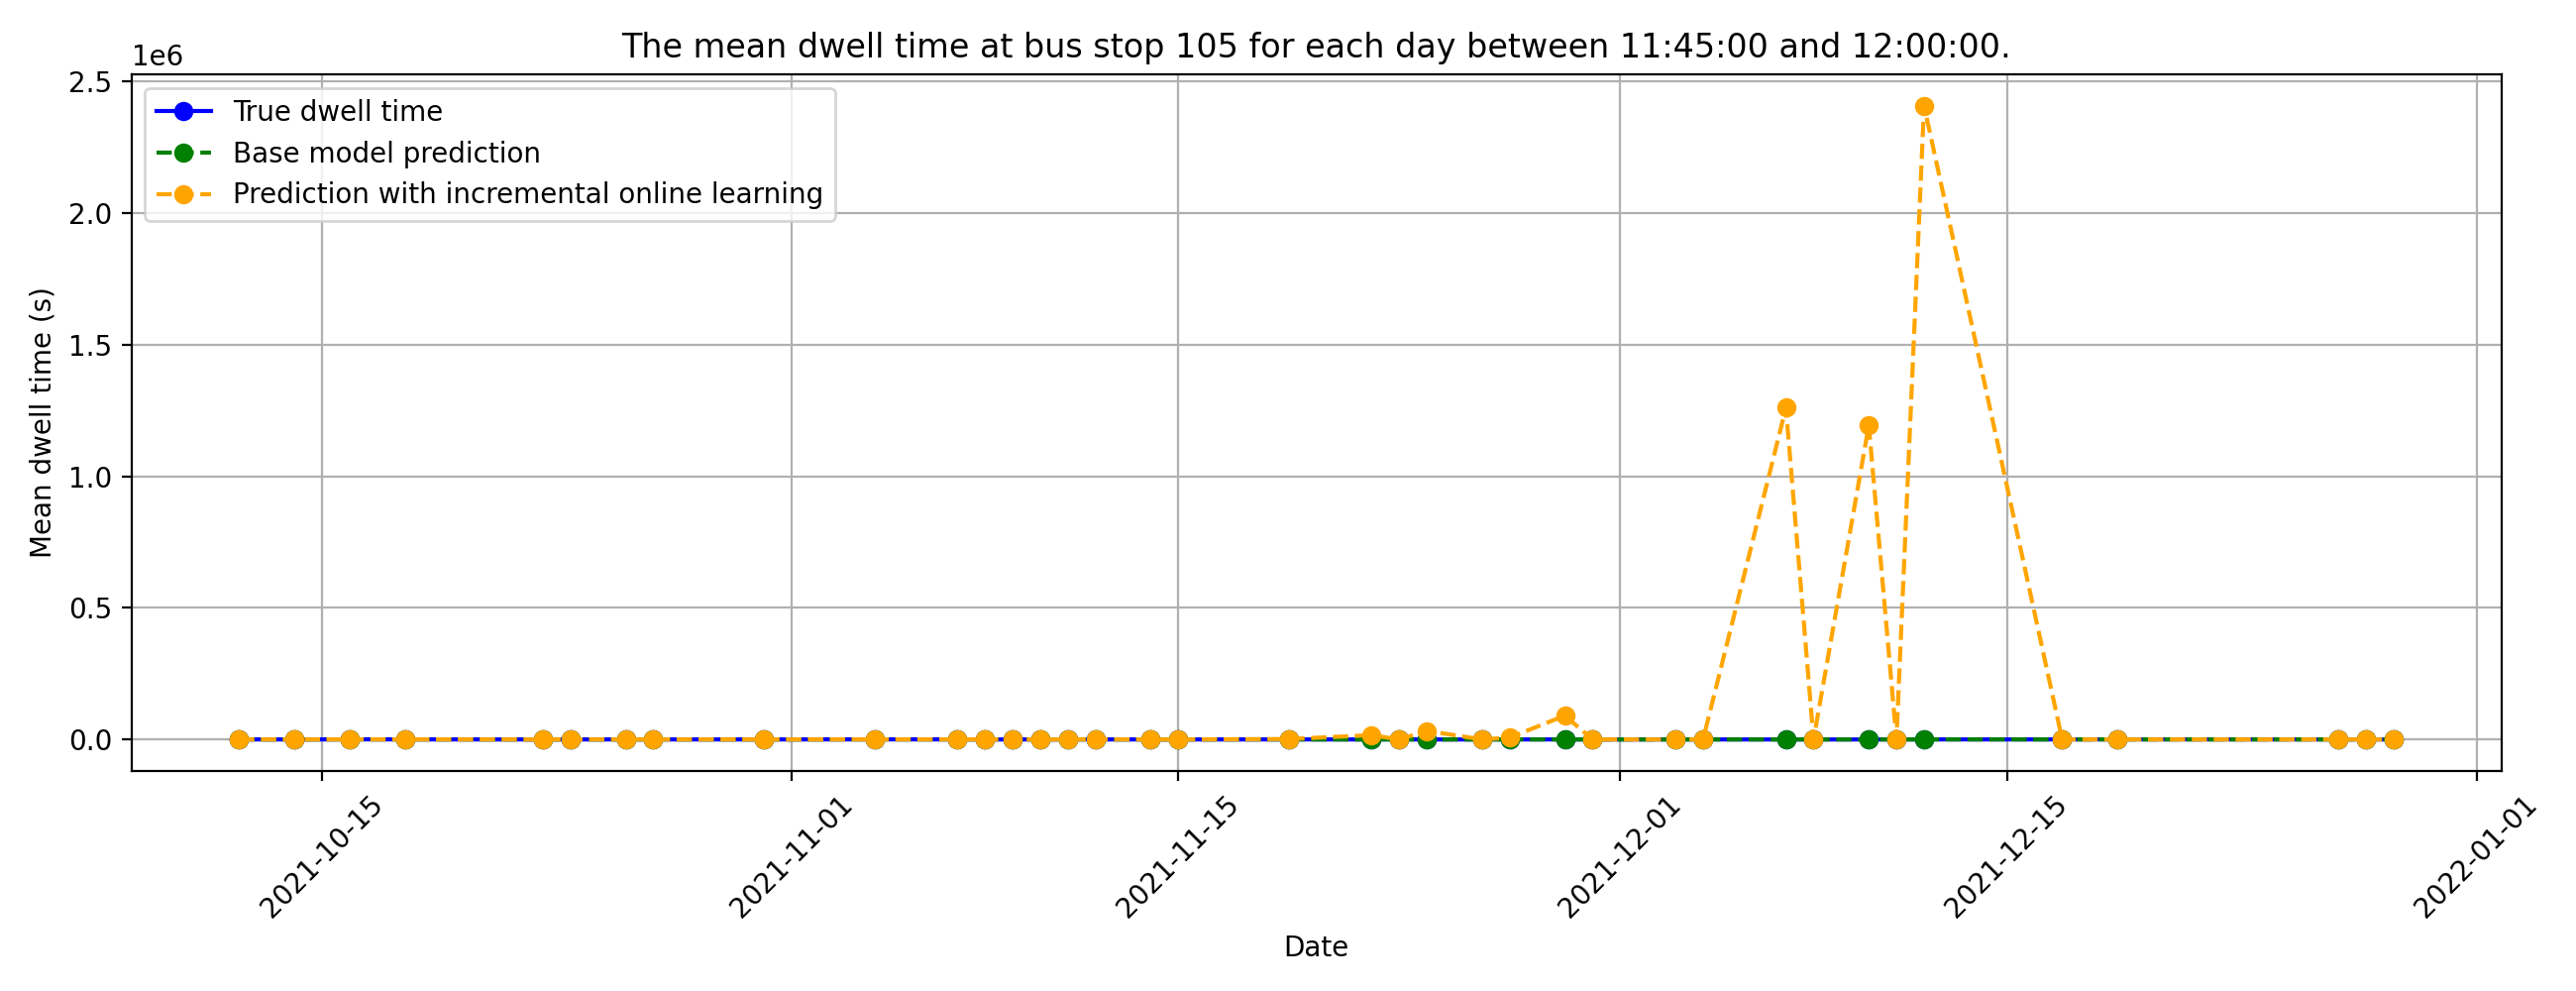 The mean dwell time at bus stop 105 for each day between 11:45:00 and 12:00:00.
1e6
2.5
2.0
1.5
1.0
0.5
0.0
Mean dwell time (s)
True dwell time
Base model prediction
Prediction with incremental online learning
2021-10-15
2021-11-01
2021-11-15
2021-12-01
2021-12-15
2022-01-01
Date